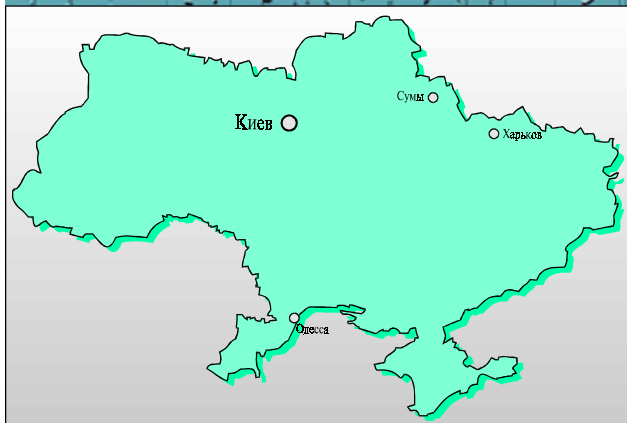 Сумы
Киев
Харьков
Одесса